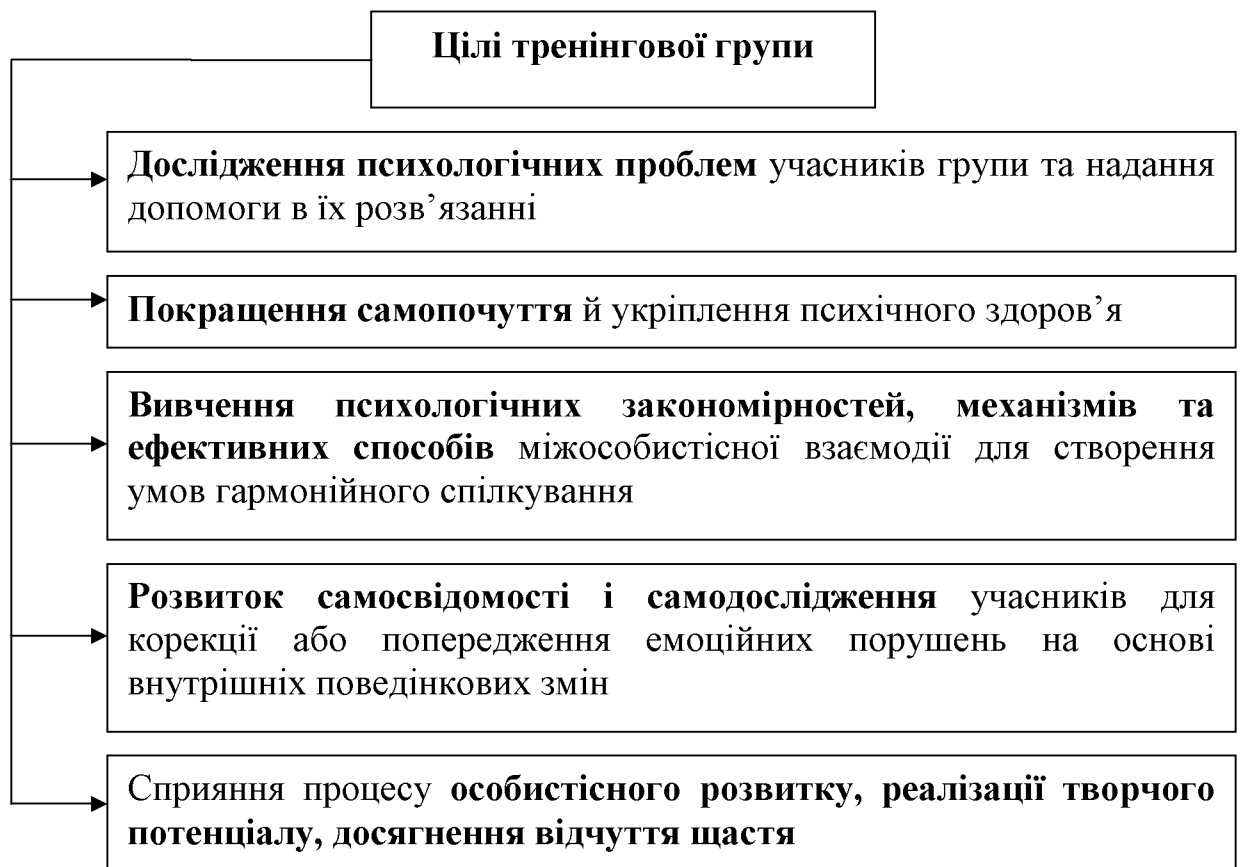 Цілі тренінгової групи
Дослідження психологічних проблем учасників групи та надання
допомоги в їх розв’язанні
Покращення самопочуття й укріплення психічного здоров’я
Вивчення психологічних закономірностей, механізмів та
ефективних способів міжособистісної взаємодії для створення
умов гармонійного спілкування
Розвиток самосвідомості і самодослідження учасників для
корекції або попередження емоційних порушень на основі
внутрішніх поведінкових змін
Сприяння процесу особистісного розвитку, реалізації творчого
потенціалу, досягнення відчуття щастя